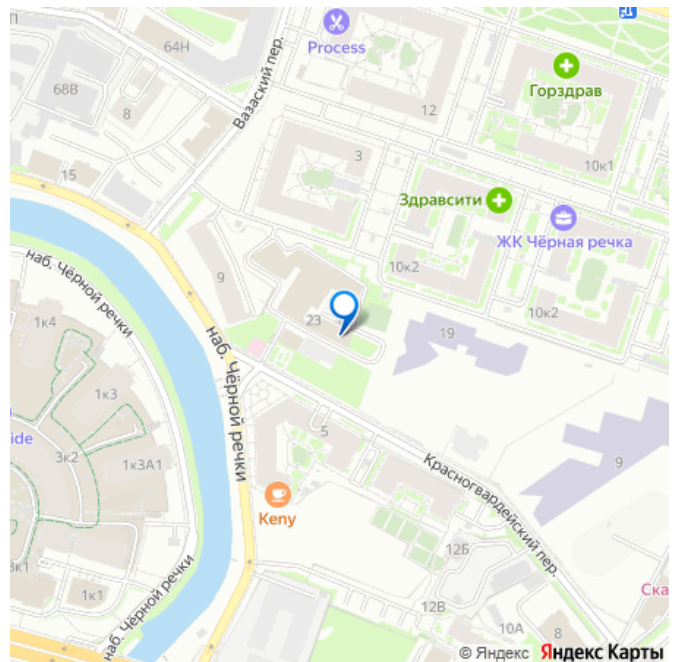 П
64Н
Process
Горздрав
68В
8
Вазаский пер.
12
3
10к1
15
Здравсити
ЖК Чёрная речка
наб. Чёрной речки
9
10к2
10к2
1к4
23
19
наб. Чёрной речки
1к3
ide
3к2
1к3А1
5
Красногвардейский пер.
9
Keny
12Б
3к1
1к1
наб. Чёрной речки
12В
10А
8
Ска
© Яндекс Яндекс Карты